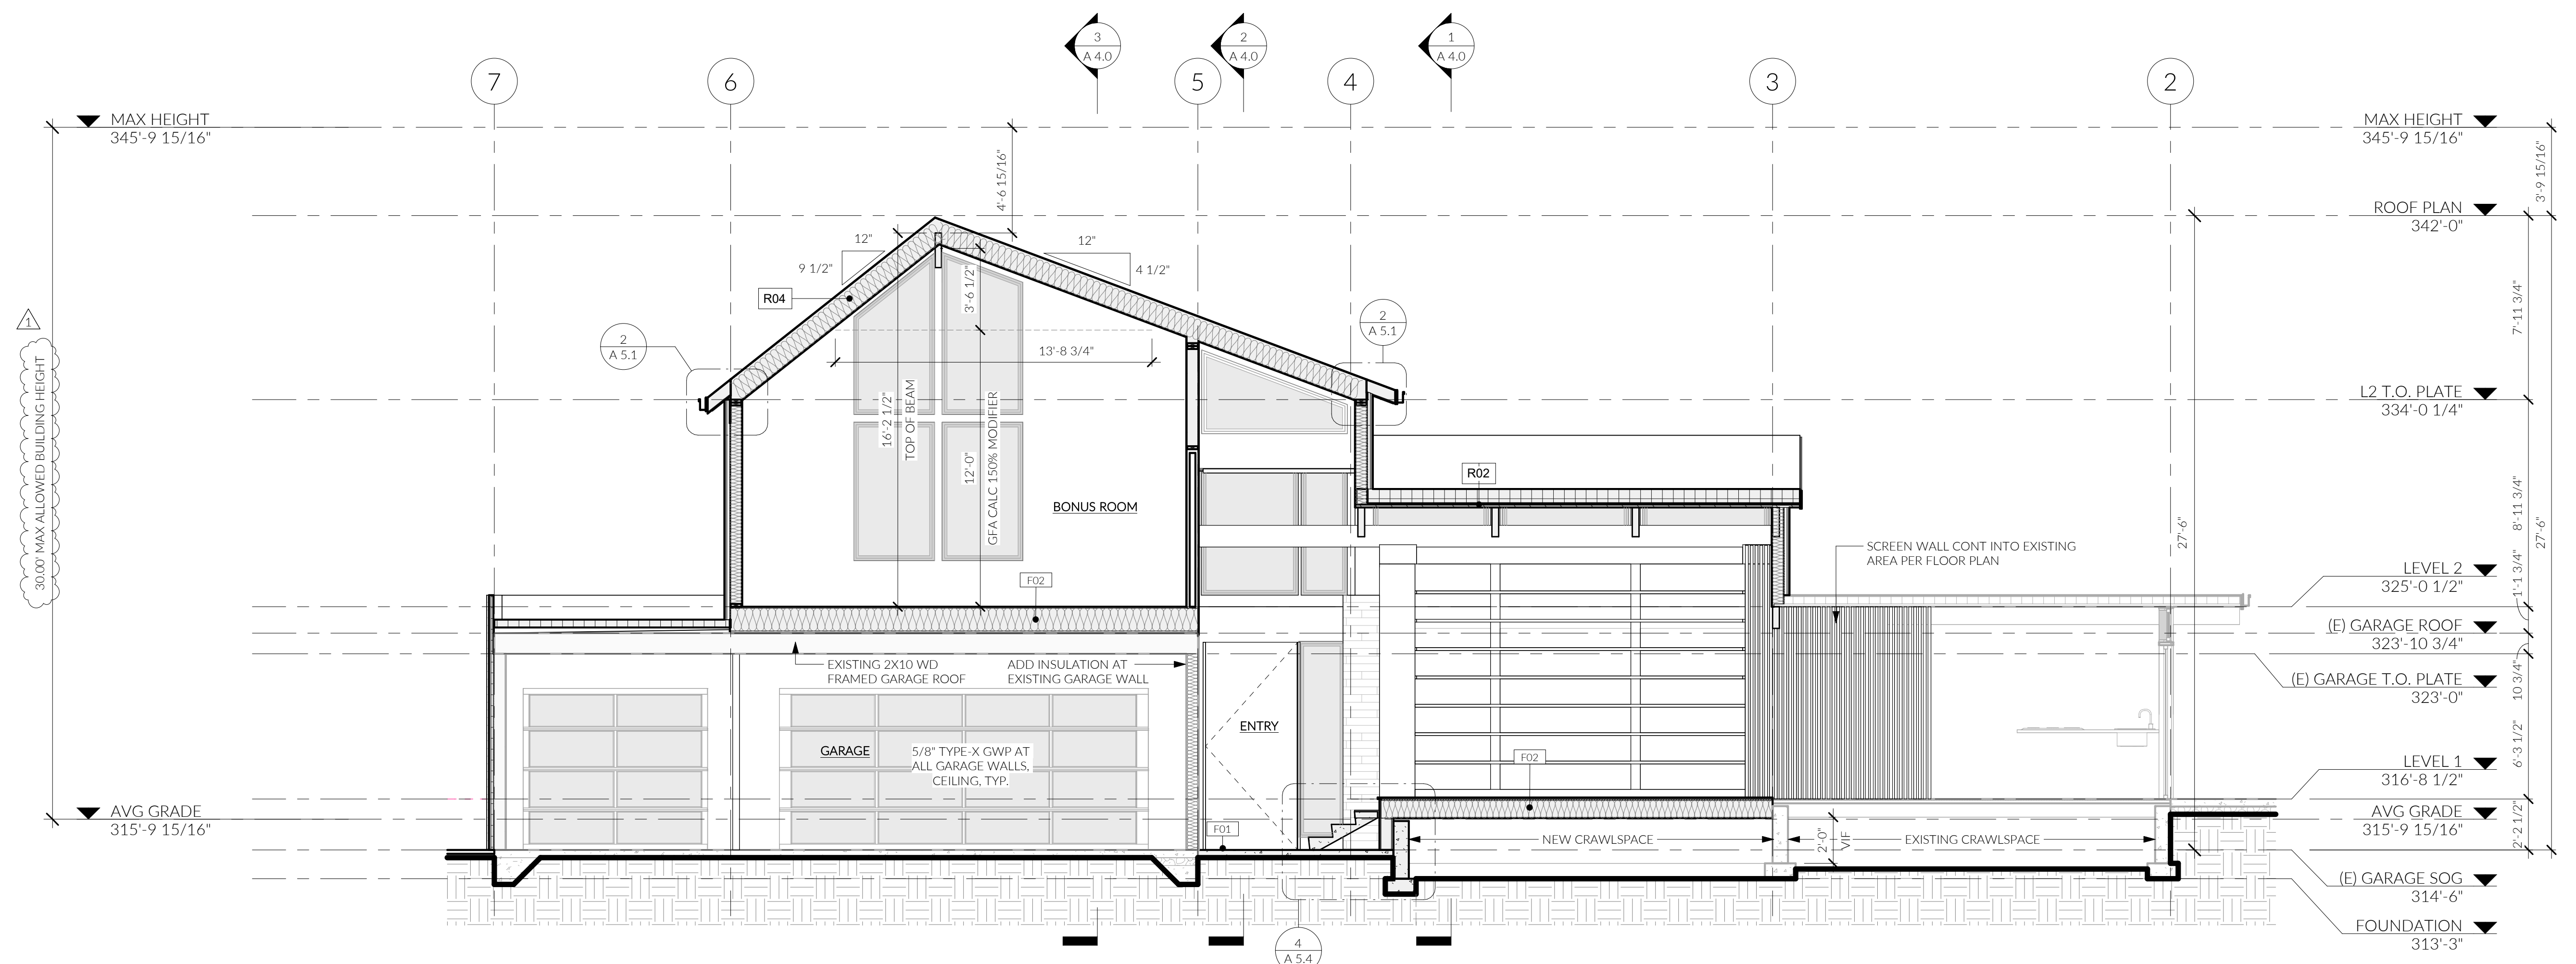 3
A 4.0
2
A 4.0
1
A 4.0
7
6
5
4
3
2
MAX HEIGHT
345'-9 15/16"
MAX HEIGHT
345'-9 15/16"
4'-6 15/16"
3'-9 15/16"
ROOF PLAN
342'-0"
12"
9 1/2"
12"
4 1/2"
R04
3'-6 1/2"
13'-8 3/4"
2
A 5.1
2
A 5.1
1
30.00' MAX ALLOWED BUILDING HEIGHT
7'-11 3/4"
L2 T.O. PLATE
334'-0 1/4"
16'-2 1/2"
TOP OF BEAM
12'-0"
GFA CALC 150% MODIFIER
BONUS ROOM
R02
8'-11 3/4"
27'-6"
27'-6"
SCREEN WALL CONT INTO EXISTING
AREA PER FLOOR PLAN
F02
LEVEL 2
325'-0 1/2"
1'-1 3/4"
(E) GARAGE ROOF
323'-10 3/4"
EXISTING 2X10 WD
FRAMED GARAGE ROOF
ADD INSULATION AT
EXISTING GARAGE WALL
(E) GARAGE T.O. PLATE
323'-0"
10 3/4"
ENTRY
GARAGE
5/8" TYPE-X GWP AT
ALL GARAGE WALLS,
CEILING, TYP.
F02
6'-3 1/2"
LEVEL 1
316'-8 1/2"
AVG GRADE
315'-9 15/16"
AVG GRADE
315'-9 15/16"
F01
NEW CRAWLSPACE
2'-0"
VIF
EXISTING CRAWLSPACE
2'-2 1/2"
(E) GARAGE SOG
314'-6"
FOUNDATION
313'-3"
4
A 5.4